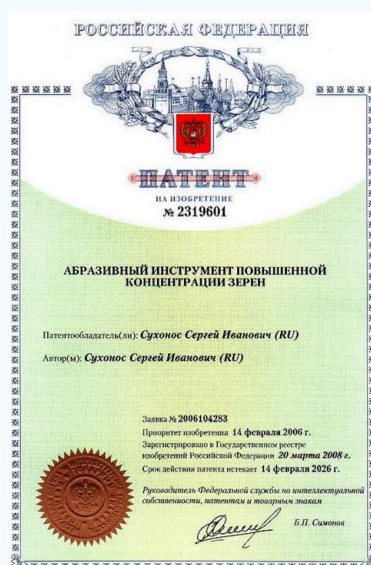 РОССИЙСКАЯ ФЕДЕРАЦИЯ
ПАТЕНТ
НА ИЗОБРЕТЕНИЕ
№ 2319601
АБРАЗИВНЫЙ ИНСТРУМЕНТ ПОВЫШЕННОЙ
КОНЦЕНТРАЦИИ ЗЕРЕН
Патентообладатель(ли): Сухонос Сергей Иванович (RU)
Автор(ы): Сухонос Сергей Иванович (RU)
Заявка № 2006104283
Приоритет изобретения 14 февраля 2006 г.
Зарегистрировано в Государственном реестре
изобретений Российской Федерации 20 марта 2008 г.
Срок действия патента истекает 14 февраля 2026 г.
Руководитель Федеральной службы по интеллектуальной
собственности, патентам и товарным знакам
Б.П. Симонов